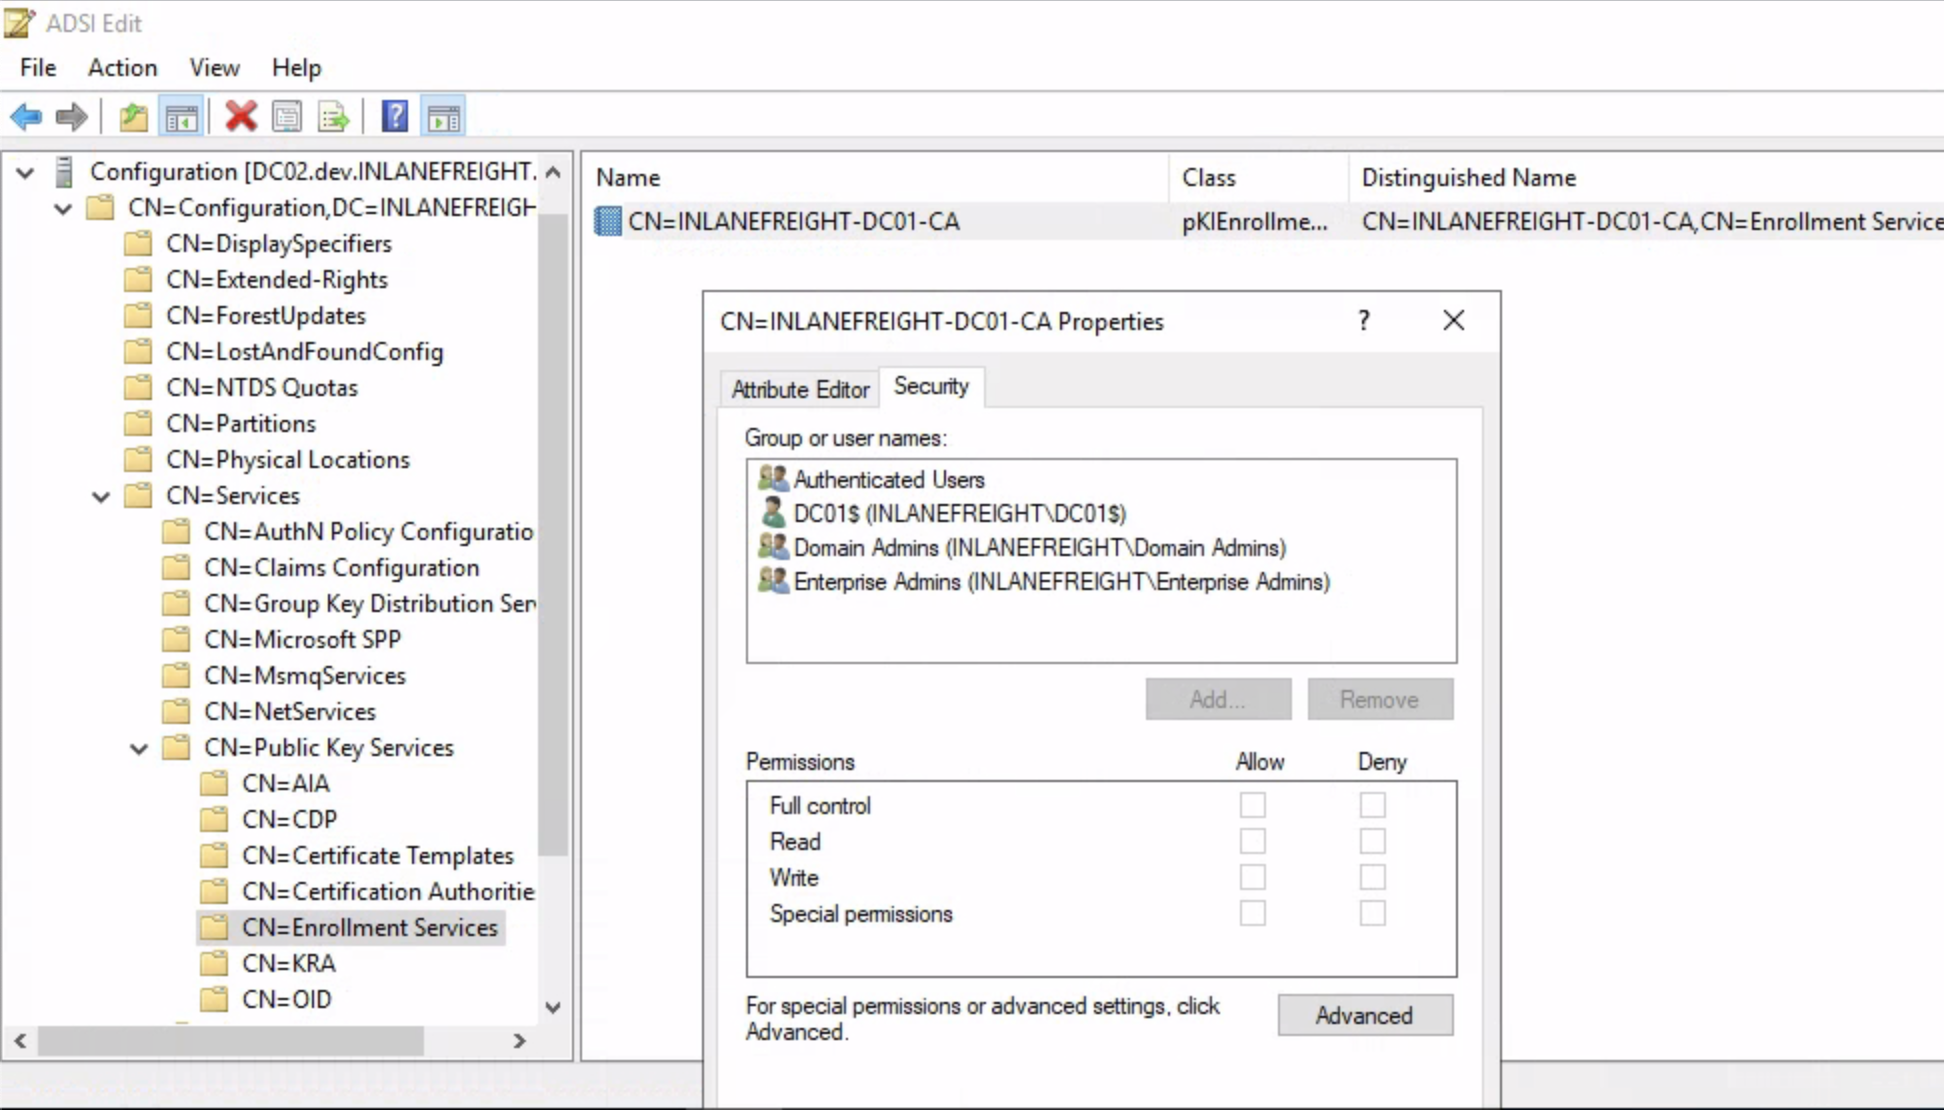 ADSI Edit
File Action View Help
Configuration [DC02.dev.INLANEFREIGHT.
CN=Configuration,DC=INLANEFREIGH
CN=DisplaySpecifiers
CN=Extended-Rights
CN=ForestUpdates
CN=LostAndFoundConfig
CN=NTDS Quotas
CN=Partitions
CN=Physical Locations
CN=Services
CN=AuthN Policy Configuratio
CN=Claims Configuration
CN=Group Key Distribution Ser
CN=Microsoft SPP
CN=MsmqServices
CN=NetServices
CN=Public Key Services
CN=AIA
CN=CDP
CN=Certificate Templates
CN=Certification Authoritie
CN=Enrollment Services
CN=KRA
CN=OID
Name Class Distinguished Name
CN=INLANEFREIGHT-DC01-CA pKIEnrollme... CN=INLANEFREIGHT-DC01-CA,CN=Enrollment Service
CN=INLANEFREIGHT-DC01-CA Properties ?
Attribute Editor Security
Group or user names:
Authenticated Users
DC01$ (INLANEFREIGHT\DC01$)
Domain Admins (INLANEFREIGHT\Domain Admins)
Enterprise Admins (INLANEFREIGHT\Enterprise Admins)
Add... Remove
Permissions Allow Deny
Full control
Read
Write
Special permissions
For special permissions or advanced settings, click
Advanced.
Advanced